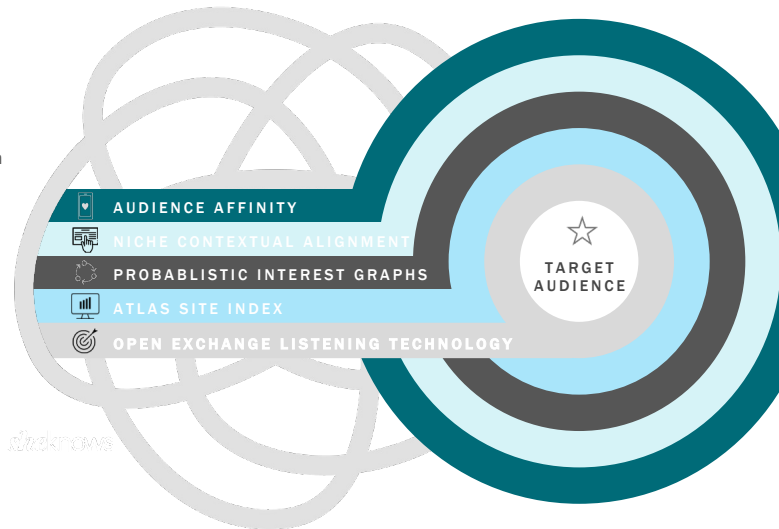 AUDIENCE AFFINITY
NICHE CONTEXTUAL ALIGNMENT
PROBABLISTIC INTEREST GRAPHS
ATLAS SITE INDEX
OPEN EXCHANGE LISTENING TECHNOLOGY
TARGET
AUDIENCE